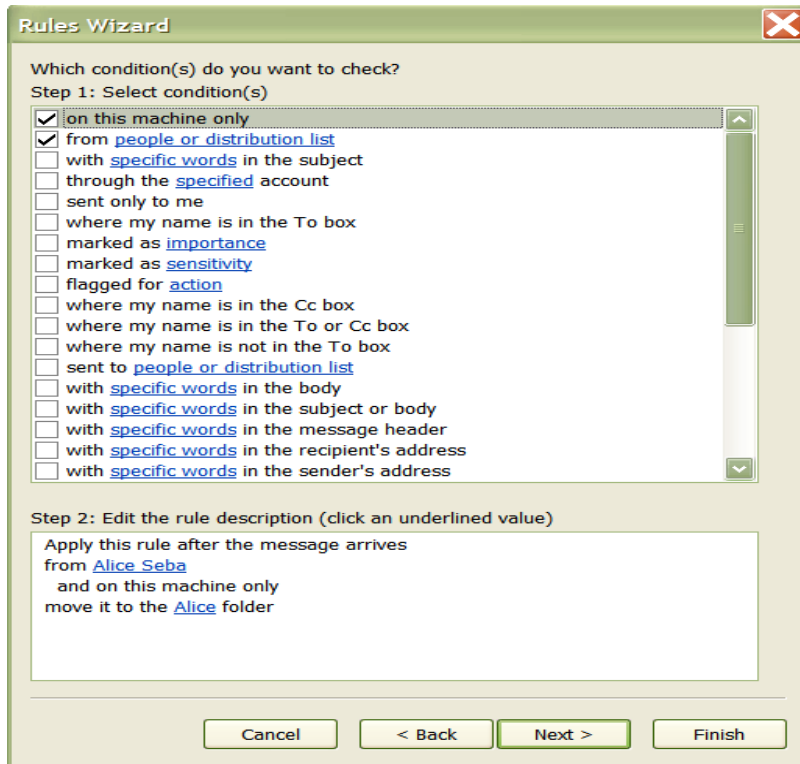 Rules Wizard
Which condition(s) do you want to check?
Step 1: Select condition(s)
on this machine only
from people or distribution list
with specific words in the subject
through the specified account
sent only to me
where my name is in the To box
marked as importance
marked as sensitivity
flagged for action
where my name is in the Cc box
where my name is in the To or Cc box
where my name is not in the To box
sent to people or distribution list
with specific words in the body
with specific words in the subject or body
with specific words in the message header
with specific words in the recipient's address
with specific words in the sender's address
Step 2: Edit the rule description (click an underlined value)
Apply this rule after the message arrives
from Alice Seba
and on this machine only
move it to the Alice folder
Cancel < Back Next > Finish